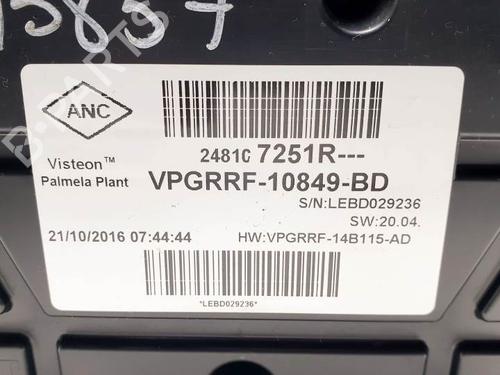 ANC
Visteon™
Palmela Plant
24810 7251R---
VPGRRF-10849-BD
S/N:LEBD029236
SW:20.04.
21/10/2016 07:44:44
HW:VPGRRF-14B115-AD
*LEBD029236*
B-PARTS